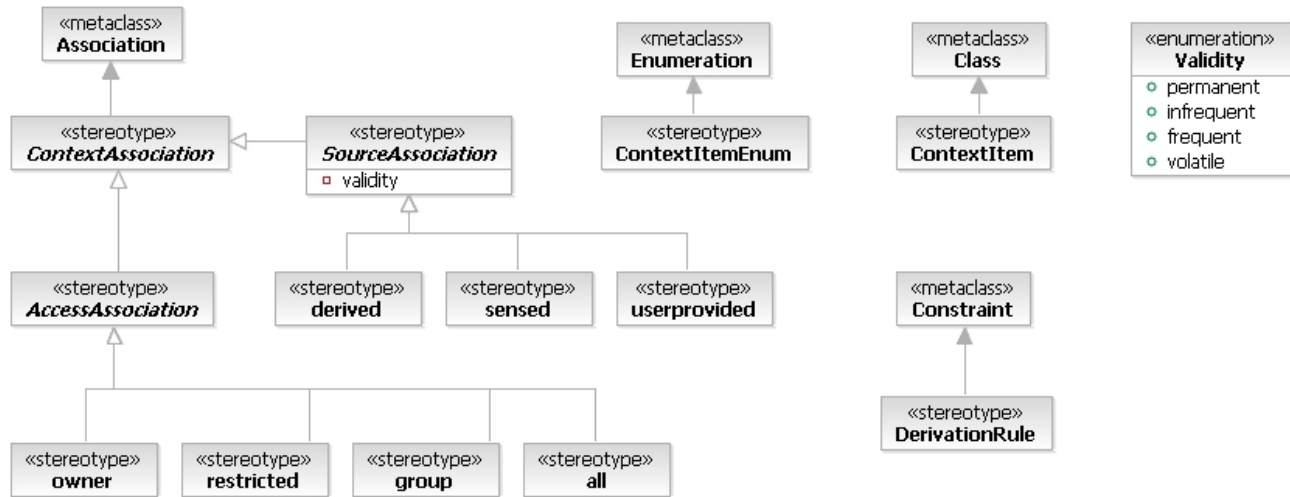 «metaclass»
Association
«metaclass»
Enumeration
«metaclass»
Class
«enumeration»
Validity
permanent
infrequent
frequent
volatile
«stereotype»
ContextAssociation
«stereotype»
SourceAssociation
validity
«stereotype»
ContextItemEnum
«stereotype»
ContextItem
«stereotype»
AccessAssociation
«stereotype»
derived
«stereotype»
sensed
«stereotype»
userprovided
«metaclass»
Constraint
«stereotype»
DerivationRule
«stereotype»
owner
«stereotype»
restricted
«stereotype»
group
«stereotype»
all